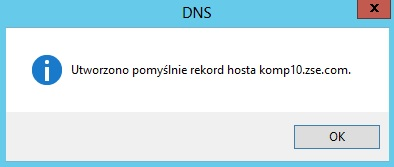 DNS
x
Utworzono pomyślnie rekord hosta komp10.zse.com.
OK